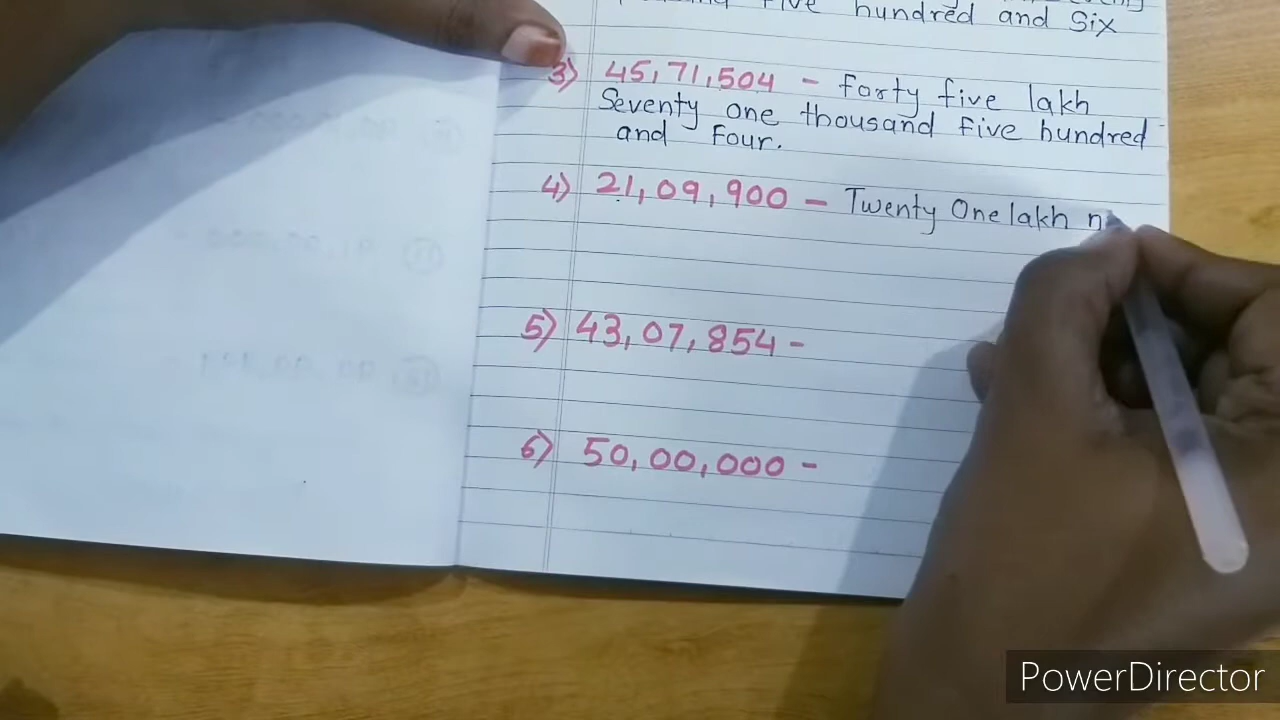 five hundred and Six
3) 45,71,504 - forty five lakh
Seventy one thousand five hundred
and Four.
4) 21,09,900 - Twenty One lakh n
5) 43,07,854 -
6) 50,00,000 -
PowerDirector